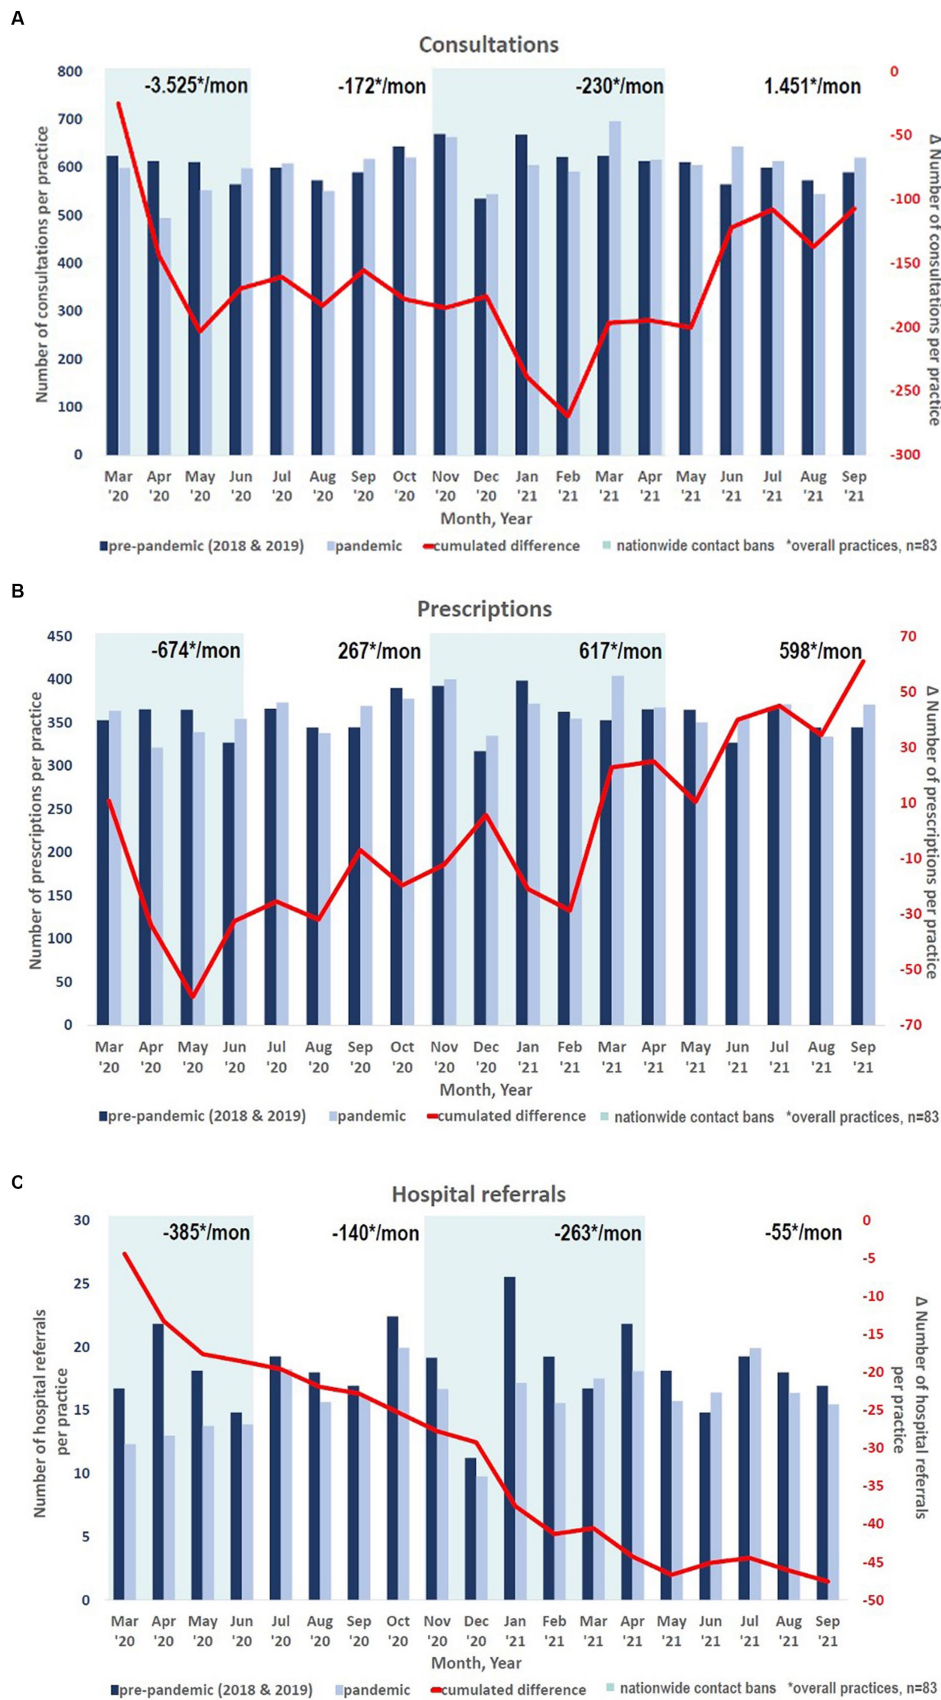 A
Consultations
-3.525*/mon -172*/mon -230*/mon 1.451*/mon
800
700
600
500
400
300
200
100
0
Number of consultations per practice
0
-50
-100
-150
-200
-250
-300
Δ Number of consultations per practice
Mar Apr May Jun Jul Aug Sep Oct Nov Dec Jan Feb Mar Apr May Jun Jul Aug Sep
'20 '20 '20 '20 '20 '20 '20 '20 '20 '20 '21 '21 '21 '21 '21 '21 '21 '21 '21
Month, Year
pre-pandemic (2018 & 2019) pandemic cumulated difference nationwide contact bans *overall practices, n=83
B
Prescriptions
-674*/mon 267*/mon 617*/mon 598*/mon
450
400
350
300
250
200
150
100
50
0
Number of prescriptions per practice
70
50
30
10
-10
-30
-50
-70
Δ Number of prescriptions per practice
Mar Apr May Jun Jul Aug Sep Oct Nov Dec Jan Feb Mar Apr May Jun Jul Aug Sep
'20 '20 '20 '20 '20 '20 '20 '20 '20 '20 '21 '21 '21 '21 '21 '21 '21 '21 '21
Month, Year
pre-pandemic (2018 & 2019) pandemic cumulated difference nationwide contact bans *overall practices, n=83
C
Hospital referrals
-385*/mon -140*/mon -263*/mon -55*/mon
30
25
20
15
10
5
0
Number of hospital referrals
per practice
0
-5
-10
-15
-20
-25
-30
-35
-40
-45
-50
Δ Number of hospital referrals
per practice
Mar Apr May Jun Jul Aug Sep Oct Nov Dec Jan Feb Mar Apr May Jun Jul Aug Sep
'20 '20 '20 '20 '20 '20 '20 '20 '20 '20 '21 '21 '21 '21 '21 '21 '21 '21 '21
Month, Year
pre-pandemic (2018 & 2019) pandemic cumulated difference nationwide contact bans *overall practices, n=83